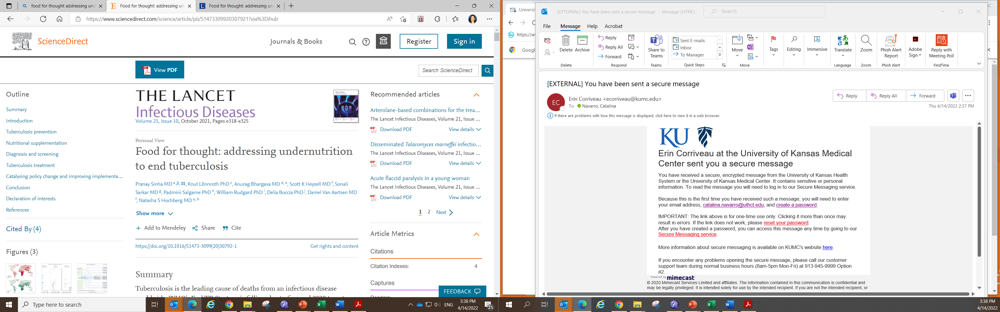 food for thought addressing und
Food for thought: addressing un
Food for thought: addressing un
https://www.sciencedirect.com/science/article/pii/S1473309920307921?via%3Dihub
ScienceDirect
Journals & Books
Register
Sign in
View PDF
Search ScienceDirect
Outline
Summary
Introduction
Tuberculosis prevention
Nutritional supplementation
Diagnosis and screening
Tuberculosis treatment
Catalysing policy change and improving implementa...
Conclusion
Declaration of interests
References
Cited By (4)
Figures (3)
THE LANCET
Infectious Diseases
Volume 21, Issue 10, October 2021, Pages e318-e325
Personal View
Food for thought: addressing undernutrition
to end tuberculosis
Pranay Sinha MD a, Knut Lönnroth PhD c, Anurag Bhargava MD d, e, Scott K Heysell MD f, Sonali
Sarkar MD g, Padmini Salgame PhD h, William Rudgard PhD i, Delia Boccia PhD j, Daniel Van Aartsen MD
f, Natasha S Hochberg MD a, b
Show more
Add to Mendeley Share Cite
https://doi.org/10.1016/S1473-3099(20)30792-1 Get rights and content
Summary
Tuberculosis is the leading cause of deaths from an infectious disease
Recommended articles
Arterolane-based combinations for the trea...
The Lancet Infectious Diseases, Volume 21, Issue ...
Download PDF View details
Disseminated Talaromyces marneffei infectio...
The Lancet Infectious Diseases, Volume 21, Issue ...
Download PDF View details
Acute flaccid paralysis in a young woman
The Lancet Infectious Diseases, Volume 21, Issue ...
Download PDF View details
1 2 Next
Article Metrics
Citations
Citation Indexes: 4
Captures
FEEDBACK
Type here to search
ENG
3:38 PM
4/14/2022
25
Universi
https://w
Googl
[EXTERNAL] You have been sent a secure message - Message (HTML)
Search
File Message Help Acrobat
Delete Archive
Delete
Reply
Reply All
Forward
Respond
Share to
Teams
Teams
Sent E-mails
Inbox
To Manager
Quick Steps
Move
Move
Tags
Editing
Immersive
Translate
Language
Zoom
Zoom
Phish Alert
Report
Phish Alert
Adobe
Sign
Reply with
Meeting Poll
FindTime
[EXTERNAL] You have been sent a secure message
EC
Erin Corriveau <ecorriveau@kumc.edu>
To Navarro, Catalina
Reply Reply All Forward
Thu 4/14/2022 2:37 PM
If there are problems with how this message is displayed, click here to view it in a web browser.
KU
Erin Corriveau at the University of Kansas Medical
Center sent you a secure message
You have received a secure, encrypted message from the University of Kansas Health
System or the University of Kansas Medical Center. It contains sensitive or personal
information. To read the message you will need to log in to our Secure Messaging service.
Because this is the first time you have received such a message, you will need to enter
your email address, catalina.navarro@uthct.edu, and create a password.
IMPORTANT: The link above is for one-time use only. Clicking it more than once may
result in errors. If the link does not work, please reset your password.
After you have created a password, you can access this message any time by going to our
Secure Messaging service.
More information about secure messaging is available on KUMC's website here.
If you encounter any problems opening the secure message, please call our customer
support team during normal business hours (8am-5pm Mon-Fri) at 913-945-9999 Option
#2.
Powered by mimecast
© 2020 Mimecast Services Limited and affiliates. The information contained in this communication is confidential and
may be legally privileged. It is intended solely for use by the intended recipient. If you are not the intended recipient, or
3:38 PM
4/14/2022